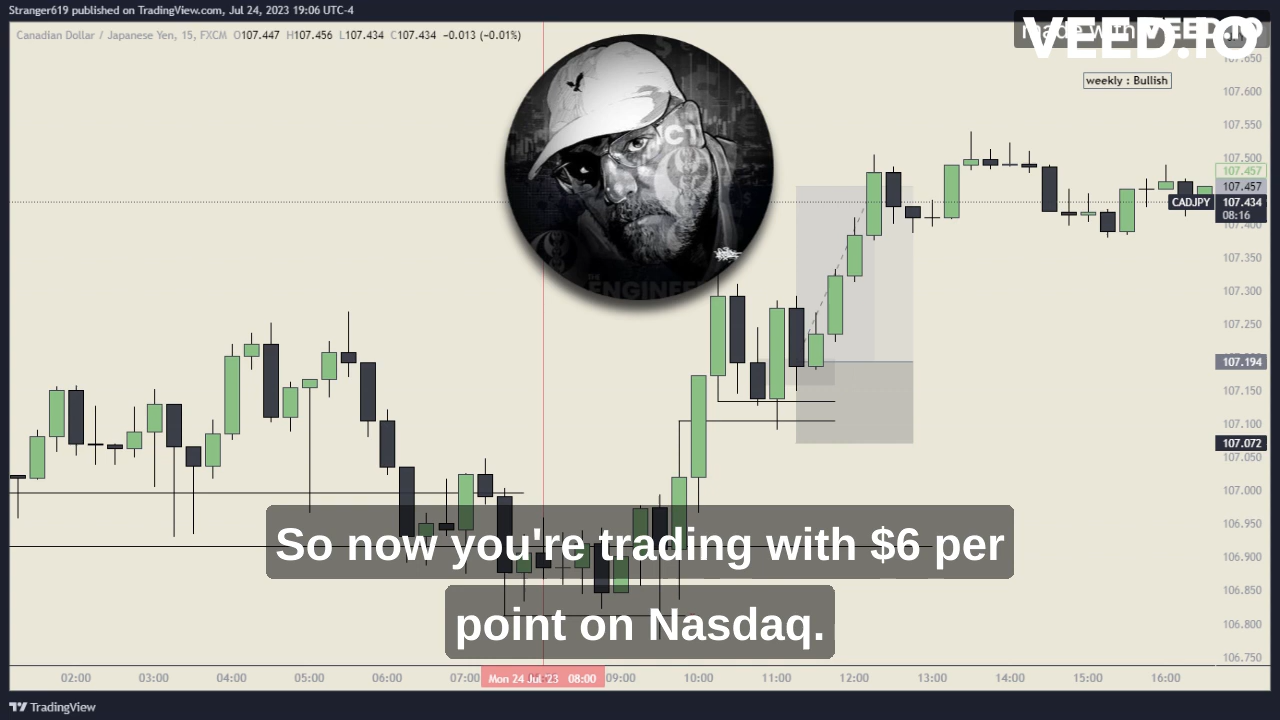 Stranger619 published on TradingView.com, Jul 24, 2023 19:06 UTC-4
Canadian Dollar / Japanese Yen, 15, FXCM O107.447 H107.456 L107.434 C107.434 −0.013 (−0.01%)
made with VEED.IO
VEED.IO
107.650
weekly : Bullish
107.600
107.550
107.500
107.457
107.457
CADJPY 107.434
08:16
107.400
107.350
107.300
107.250
107.194
107.150
107.100
107.072
107.050
107.000
106.950
106.900
106.850
106.800
106.750
ENGINEER
So now you're trading with $6 per
point on Nasdaq.
02:00 03:00 04:00 05:00 06:00 07:00 Mon 24 Jul '23 08:00 09:00 10:00 11:00 12:00 13:00 14:00 15:00 16:00
TradingView